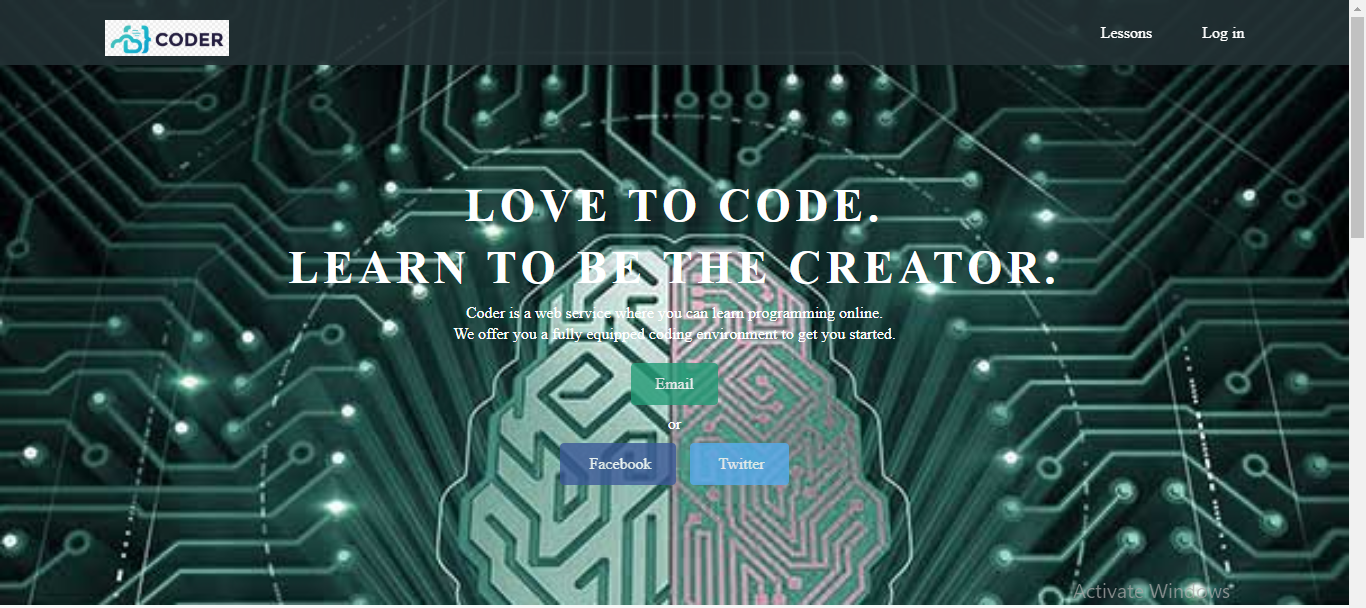 CODER
Lessons
Log in
LOVE TO CODE.
LEARN TO BE THE CREATOR.
Coder is a web service where you can learn programming online.
We offer you a fully equipped coding environment to get you started.
Email
or
Facebook
Twitter
Activate Windows